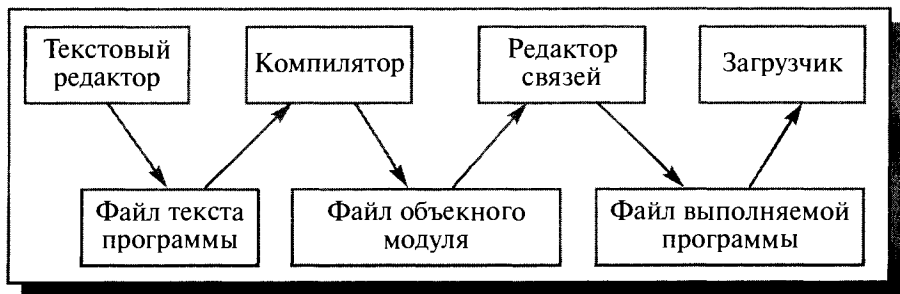 Текстовый
редактор
Компилятор
Редактор
связей
Загрузчик
Файл текста
программы
Файл объекного
модуля
Файл выполняемой
программы